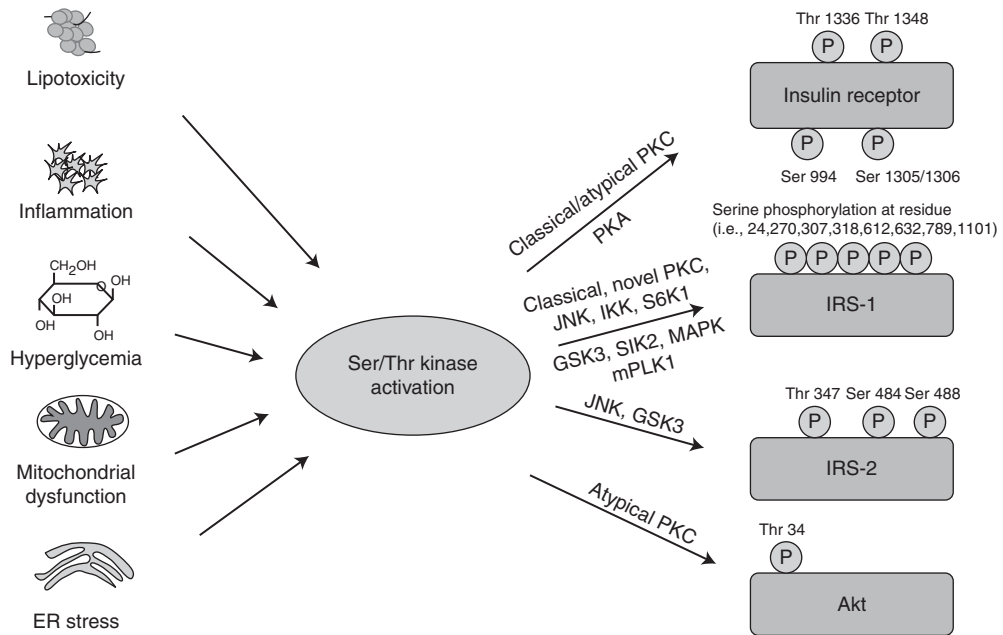 Lipotoxicity
Inflammation
CH2OH
O
OH
OH
OH
OH
Hyperglycemia
Mitochondrial
dysfunction
ER stress
Ser/Thr kinase
activation
Classical/atypical PKC
PKA
Classical, novel PKC,
JNK, IKK, S6K1
GSK3, SIK2, MAPK
mPLK1
JNK, GSK3
Atypical PKC
Thr 1336 Thr 1348
P P
Insulin receptor
P P
Ser 994 Ser 1305/1306
Serine phosphorylation at residue
(i.e., 24,270,307,318,612,632,789,1101)
P P P P P
IRS-1
Thr 347 Ser 484 Ser 488
P P P
IRS-2
Thr 34
P
Akt